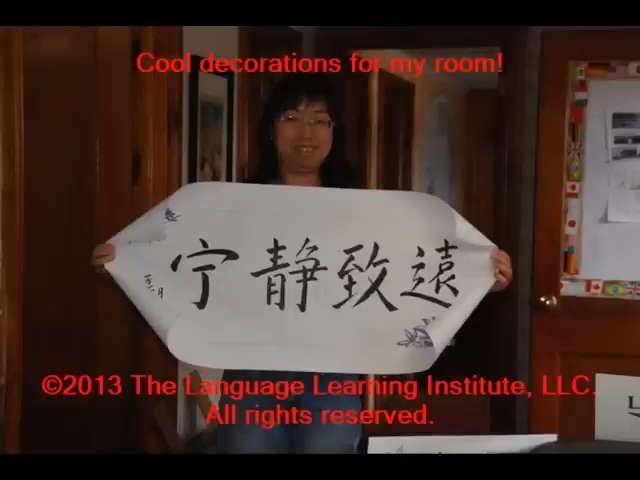 Cool decorations for my room!
宁静致遠
©2013 The Language Learning Institute, LLC.
All rights reserved.